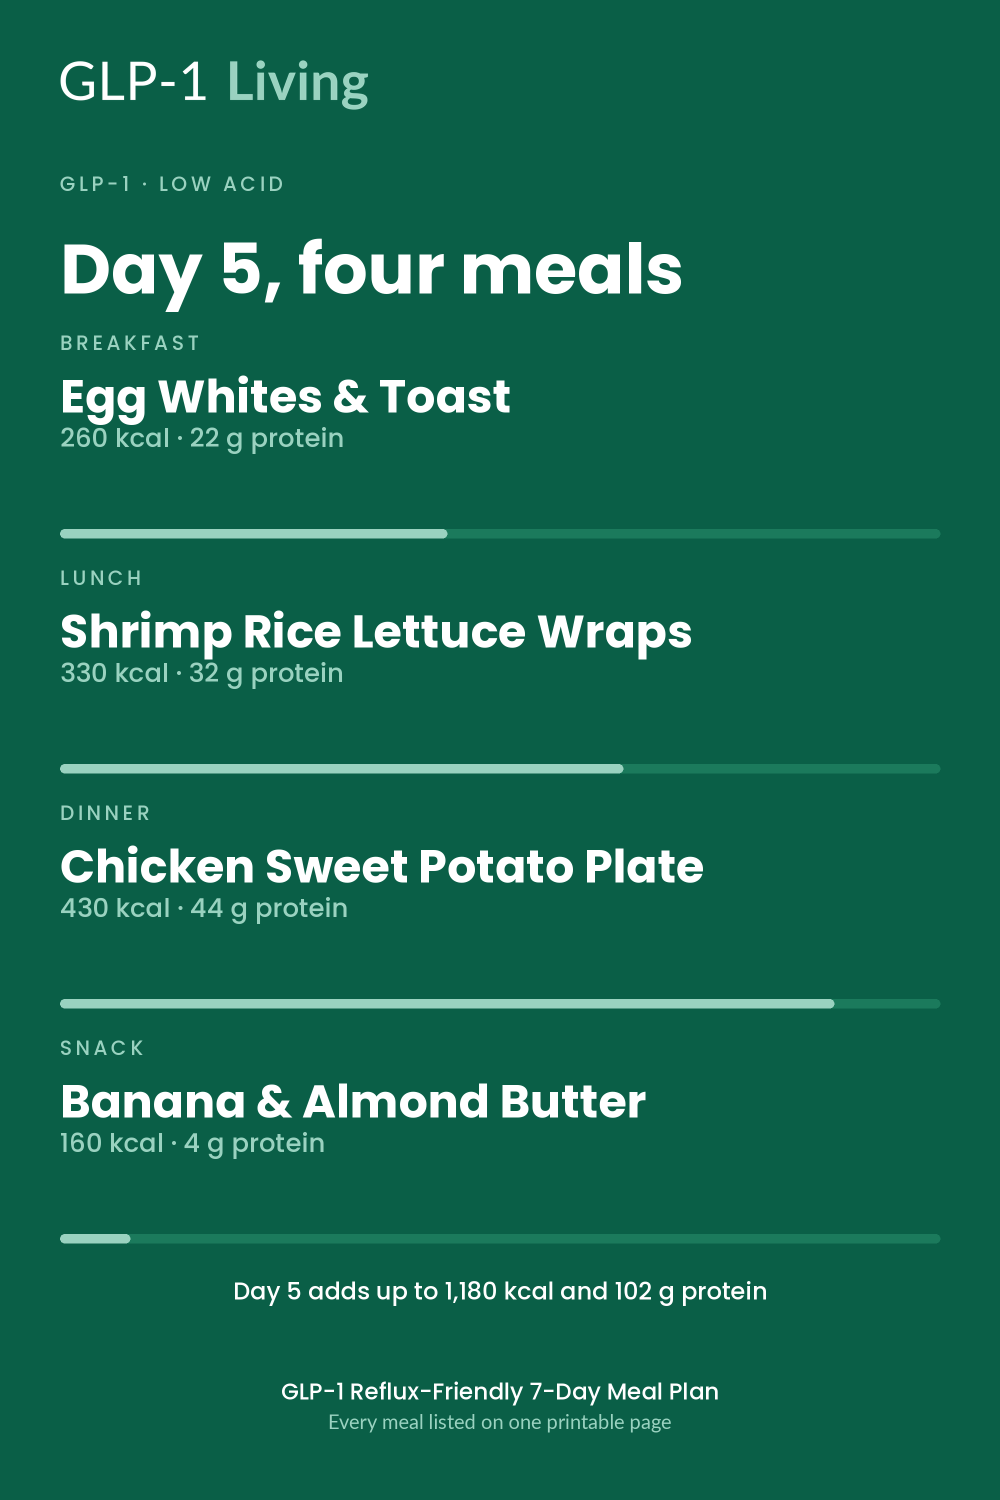 GLP-1 Living
GLP-1 · LOW ACID
Day 5, four meals
BREAKFAST
Egg Whites & Toast
260 kcal · 22 g protein
LUNCH
Shrimp Rice Lettuce Wraps
330 kcal · 32 g protein
DINNER
Chicken Sweet Potato Plate
430 kcal · 44 g protein
SNACK
Banana & Almond Butter
160 kcal · 4 g protein
Day 5 adds up to 1,180 kcal and 102 g protein
GLP-1 Reflux-Friendly 7-Day Meal Plan
Every meal listed on one printable page